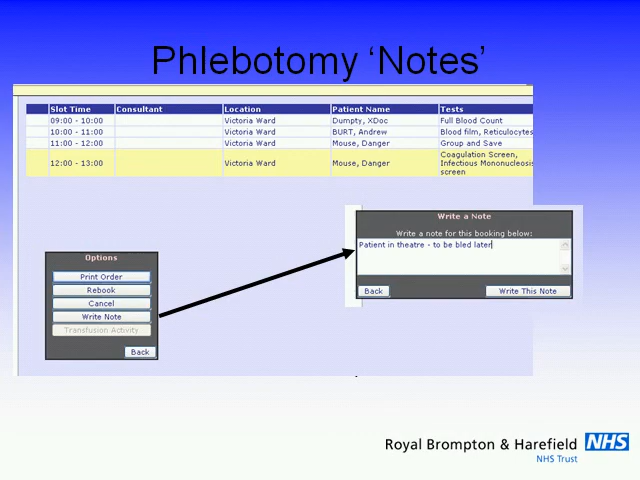 Phlebotomy ‘Notes’
Slot Time Consultant Location Patient Name Tests
09:00 - 10:00 Victoria Ward Dumpty, XDoc Full Blood Count
10:00 - 11:00 Victoria Ward BURT, Andrew Blood film, Reticulocytes
11:00 - 12:00 Victoria Ward Mouse, Danger Group and Save
12:00 - 13:00 Victoria Ward Mouse, Danger Coagulation Screen,
Infectious Mononucleosis
screen
Write a Note
Write a note for this booking below:
Patient in theatre - to be bled later
Back Write This Note
Options
Print Order
Rebook
Cancel
Write Note
Transfusion Activity
Back
Royal Brompton & Harefield NHS
NHS Trust